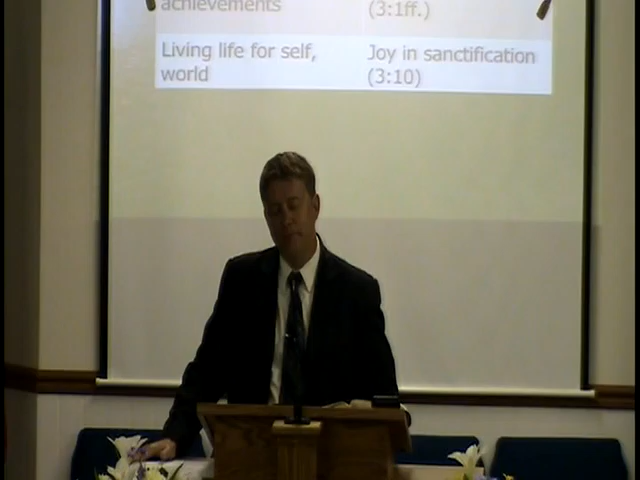 achievements
(3:1ff.)
Living life for self,
world
Joy in sanctification
(3:10)